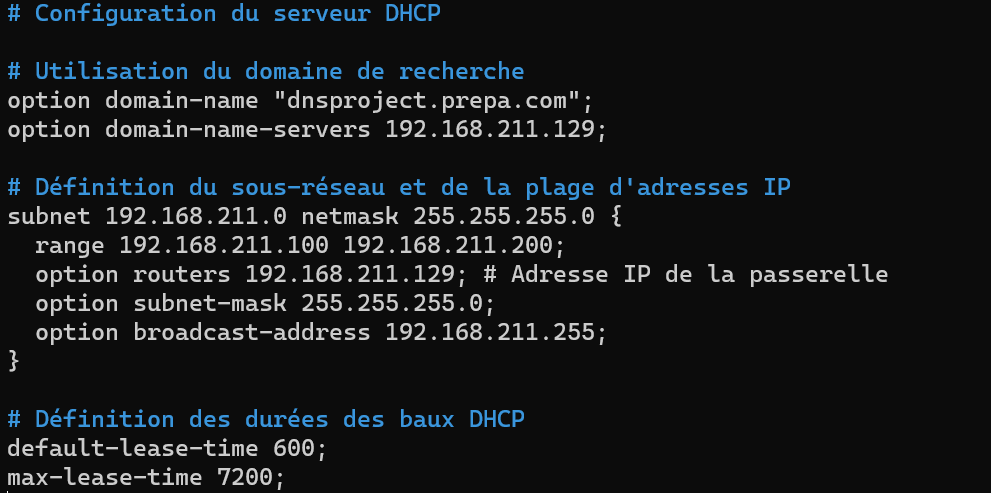 # Configuration du serveur DHCP
# Utilisation du domaine de recherche
option domain-name "dnsproject.prepa.com";
option domain-name-servers 192.168.211.129;
# Définition du sous-réseau et de la plage d'adresses IP
subnet 192.168.211.0 netmask 255.255.255.0 {
  range 192.168.211.100 192.168.211.200;
  option routers 192.168.211.129; # Adresse IP de la passerelle
  option subnet-mask 255.255.255.0;
  option broadcast-address 192.168.211.255;
}
# Définition des durées des baux DHCP
default-lease-time 600;
max-lease-time 7200;